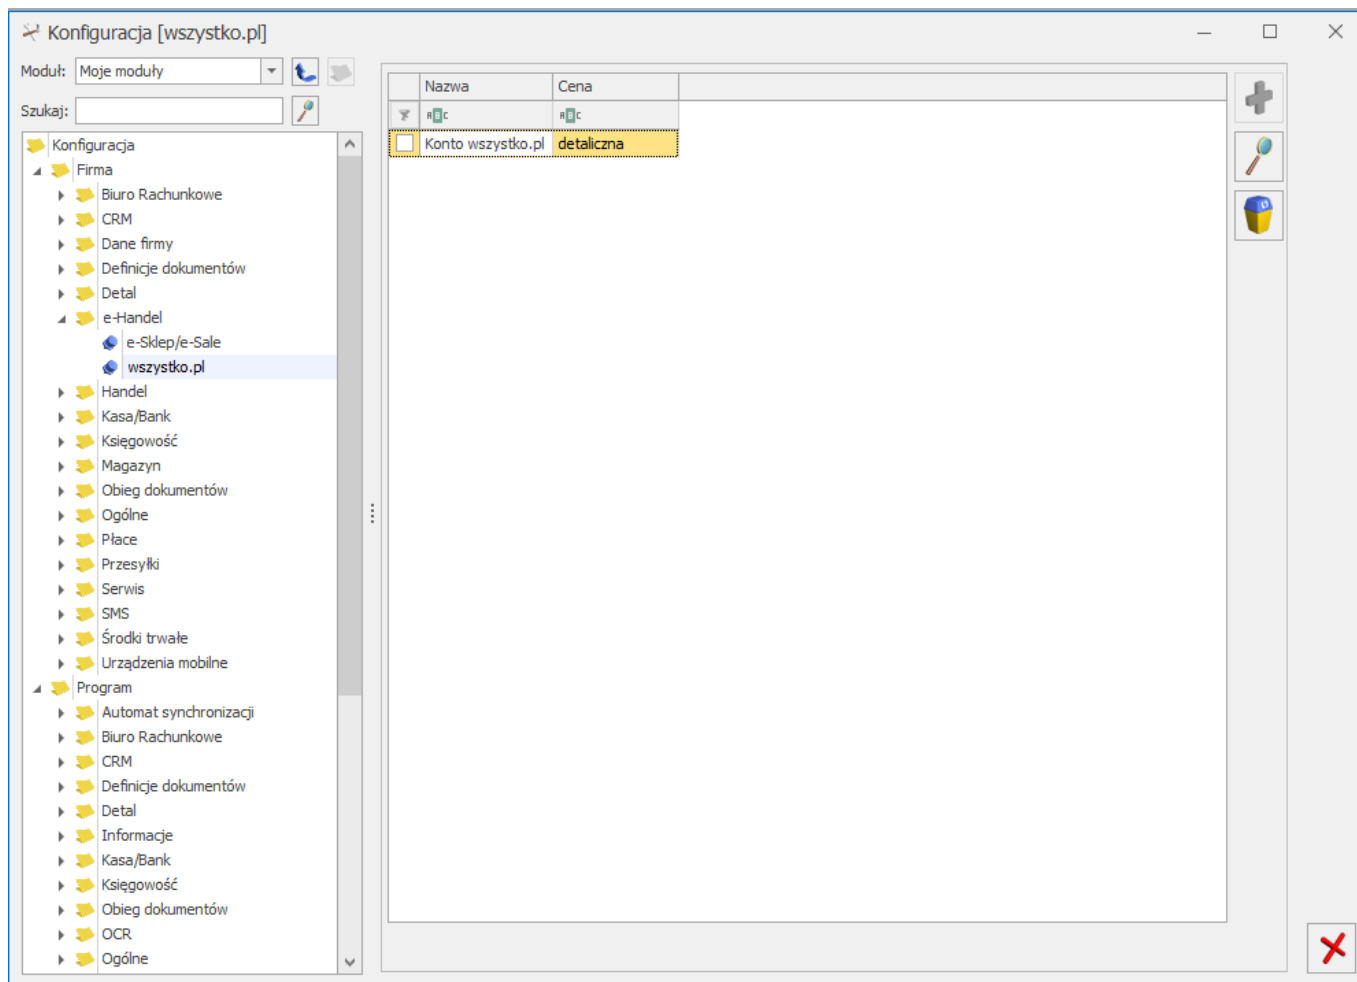 Konfiguracja [wszystko.pl]
Moduł: Moje moduły
Szukaj:
Nazwa Cena
ABC ABC
Konto wszystko.pl detaliczna
Konfiguracja
Firma
Biuro Rachunkowe
CRM
Dane firmy
Definicje dokumentów
Detal
e-Handel
e-Sklep/e-Sale
wszystko.pl
Handel
Kasa/Bank
Księgowość
Magazyn
Obieg dokumentów
Ogólne
Płace
Przesyłki
Serwis
SMS
Środki trwałe
Urządzenia mobilne
Program
Automat synchronizacji
Biuro Rachunkowe
CRM
Definicje dokumentów
Detal
Informacje
Kasa/Bank
Księgowość
Obieg dokumentów
OCR
Ogólne